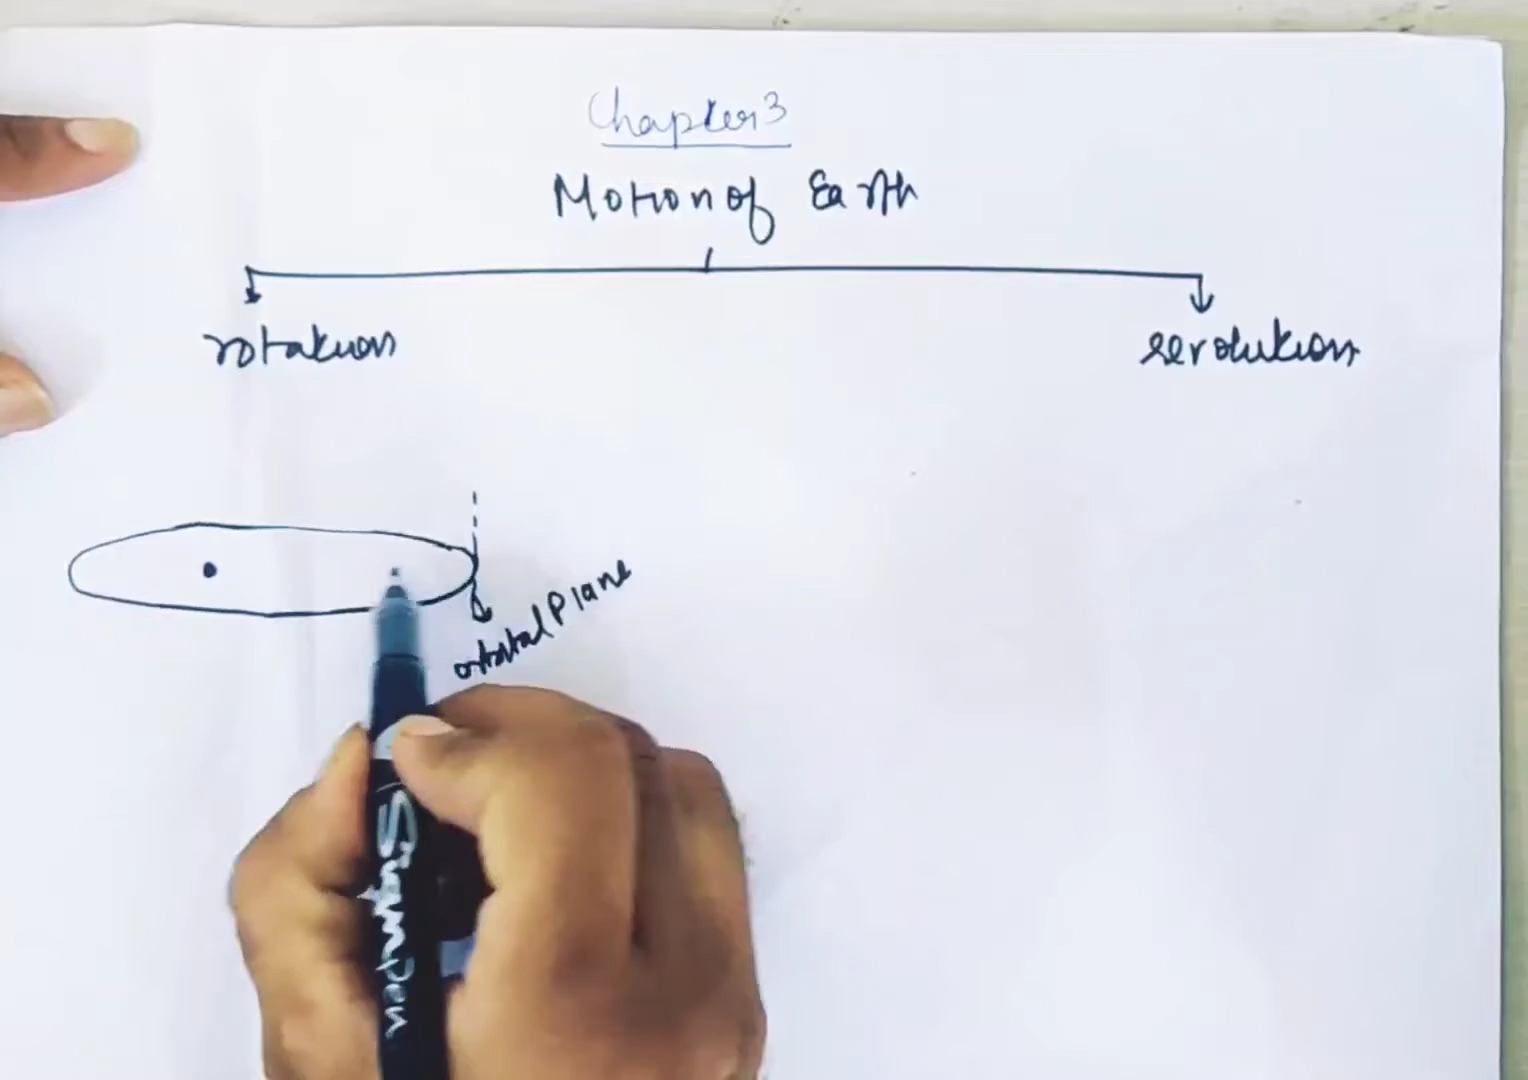 Chapter 3
Motion of Earth
rotation
revolution
orbital Plane
Signpen